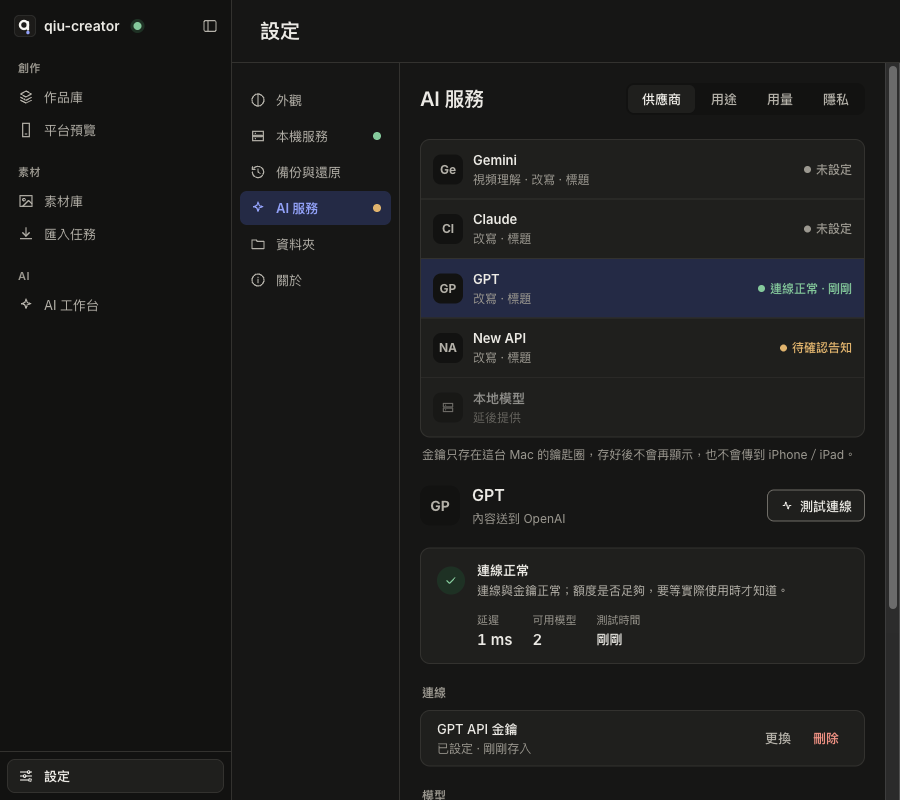 qiu-creator
創作
作品庫
平台預覽
素材
素材庫
匯入任務
AI
AI 工作台
設定
設定
外觀
本機服務
備份與還原
AI 服務
資料夾
關於
AI 服務
供應商
用途
用量
隱私
Ge
Gemini
視頻理解 · 改寫 · 標題
未設定
Cl
Claude
改寫 · 標題
未設定
GP
GPT
改寫 · 標題
連線正常 · 剛剛
NA
New API
改寫 · 標題
待確認告知
本地模型
延後提供
金鑰只存在這台 Mac 的鑰匙圈，存好後不會再顯示，也不會傳到 iPhone / iPad。
GP
GPT
內容送到 OpenAI
測試連線
連線正常
連線與金鑰正常；額度是否足夠，要等實際使用時才知道。
延遲
可用模型
測試時間
1 ms
2
剛剛
連線
GPT API 金鑰
已設定 · 剛剛存入
更換
刪除
模型